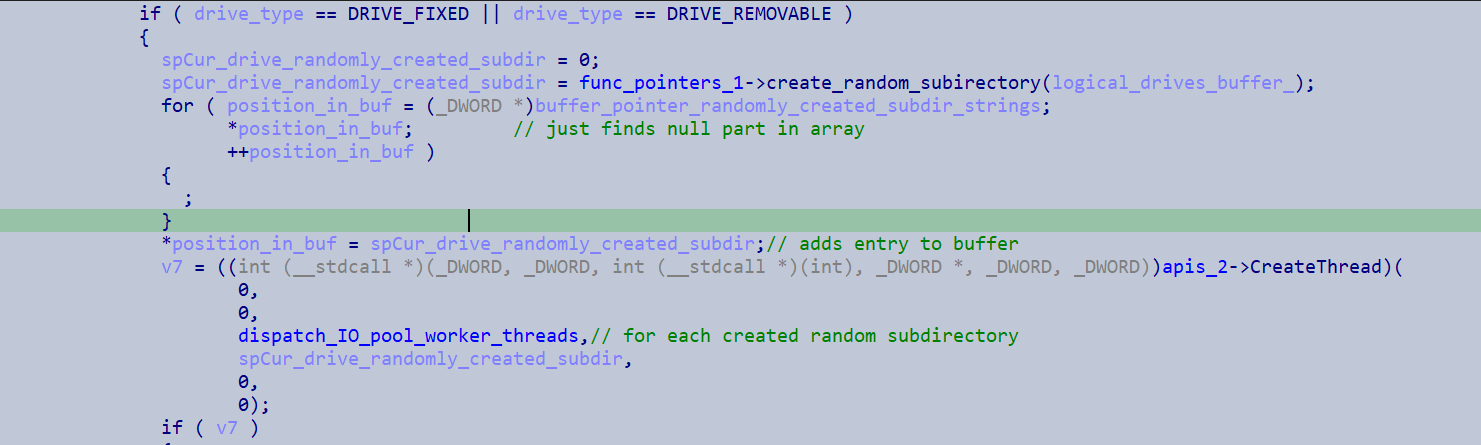 if ( drive_type == DRIVE_FIXED || drive_type == DRIVE_REMOVABLE )
{
spCur_drive_randomly_created_subdir = 0;
spCur_drive_randomly_created_subdir = func_pointers_1->create_random_subirectory(logical_drives_buffer_);
for ( position_in_buf = (_DWORD *)buffer_pointer_randomly_created_subdir_strings;
*position_in_buf; // just finds null part in array
++position_in_buf )
{
;
}
*position_in_buf = spCur_drive_randomly_created_subdir;// adds entry to buffer
v7 = ((int (__stdcall *)(_DWORD, _DWORD, int (__stdcall *)(int), _DWORD *, _DWORD, _DWORD))apis_2->CreateThread)(
0,
0,
dispatch_IO_pool_worker_threads,// for each created random subdirectory
spCur_drive_randomly_created_subdir,
0,
0);
if ( v7 )